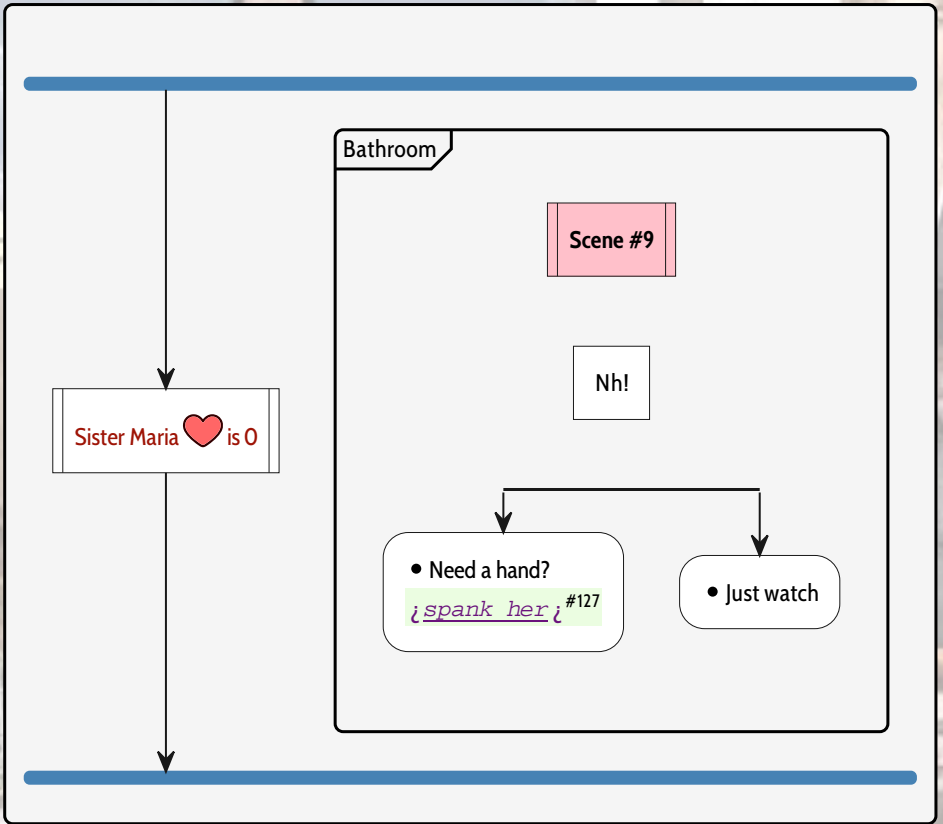 Bathroom
Scene #9
Nh!
Sister Maria is 0
• Need a hand?
¿spank her¿#127
• Just watch